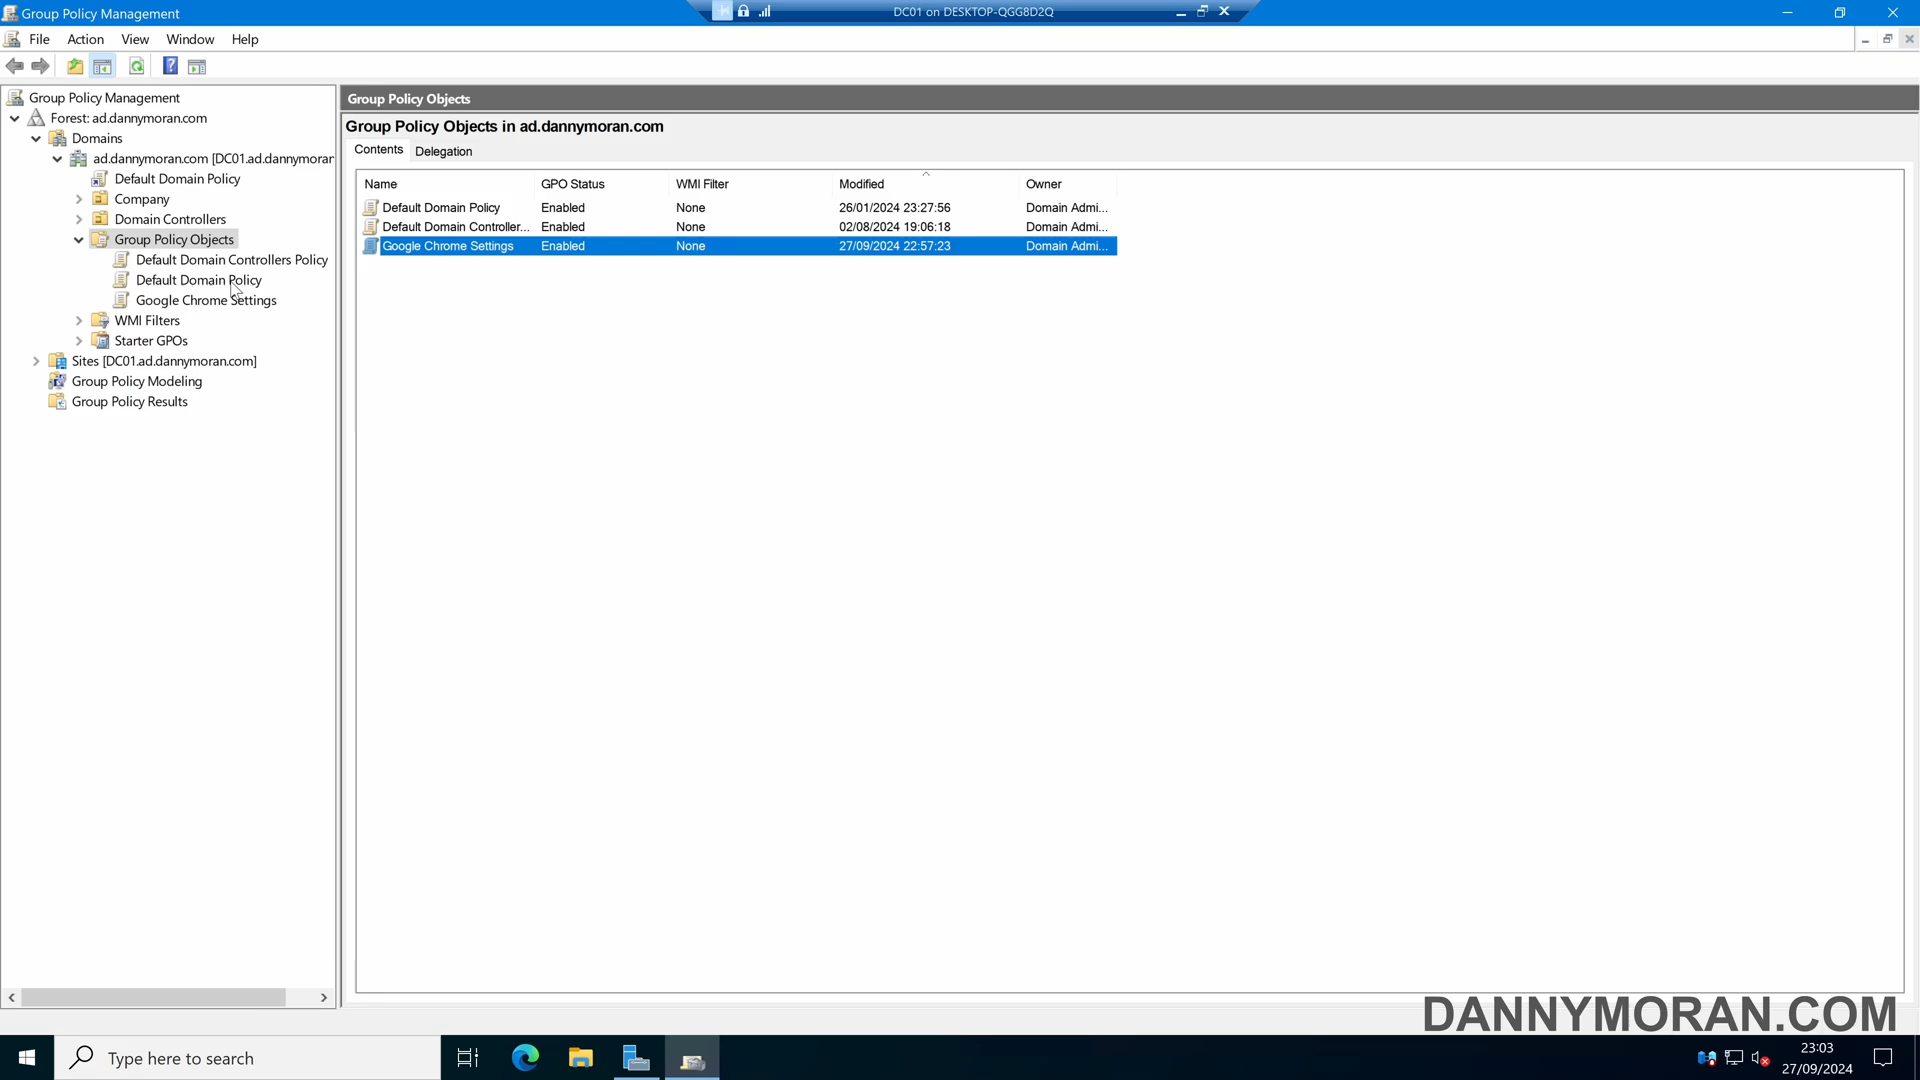 Group Policy Management
DC01 on DESKTOP-QGG8D2Q
File Action View Window Help
Group Policy Management
Forest: ad.dannymoran.com
Domains
ad.dannymoran.com [DC01.ad.dannymoran
Default Domain Policy
Company
Domain Controllers
Group Policy Objects
Default Domain Controllers Policy
Default Domain Policy
Google Chrome Settings
WMI Filters
Starter GPOs
Sites [DC01.ad.dannymoran.com]
Group Policy Modeling
Group Policy Results
Group Policy Objects
Group Policy Objects in ad.dannymoran.com
Contents Delegation
Name GPO Status WMI Filter Modified Owner
Default Domain Policy Enabled None 26/01/2024 23:27:56 Domain Admi...
Default Domain Controller... Enabled None 02/08/2024 19:06:18 Domain Admi...
Google Chrome Settings Enabled None 27/09/2024 22:57:23 Domain Admi...
DANNYMORAN.COM
Type here to search
23:03
27/09/2024